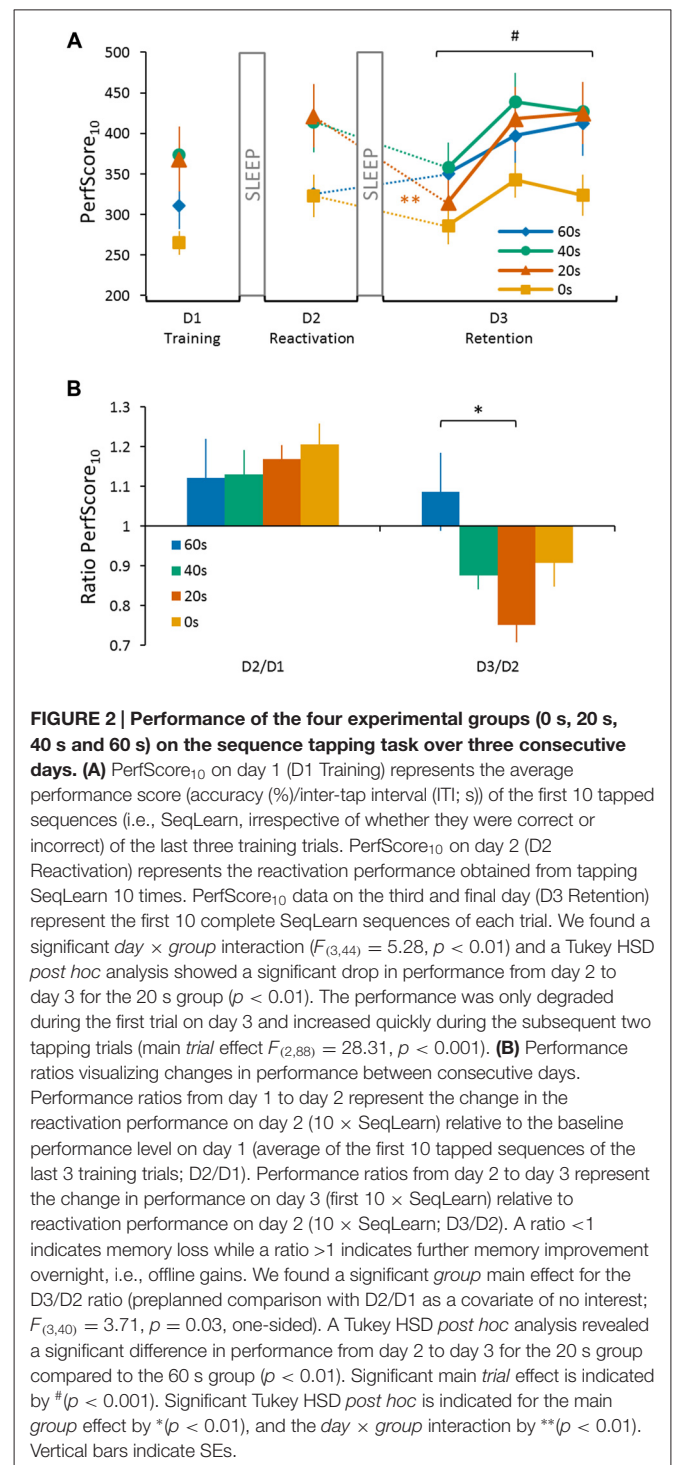 A
#
500
450
400
350
300
250
200
PerfScore10
SLEEP
SLEEP
**
60s
40s
20s
0s
D1
Training
D2
Reactivation
D3
Retention
B
1.3
1.2
1.1
1
0.9
0.8
0.7
Ratio PerfScore10
*
60s
40s
20s
0s
D2/D1
D3/D2
FIGURE 2 | Performance of the four experimental groups (0 s, 20 s,
40 s and 60 s) on the sequence tapping task over three consecutive
days. (A) PerfScore10 on day 1 (D1 Training) represents the average
performance score (accuracy (%)/inter-tap interval (ITI; s)) of the first 10 tapped
sequences (i.e., SeqLearn, irrespective of whether they were correct or
incorrect) of the last three training trials. PerfScore10 on day 2 (D2
Reactivation) represents the reactivation performance obtained from tapping
SeqLearn 10 times. PerfScore10 data on the third and final day (D3 Retention)
represent the first 10 complete SeqLearn sequences of each trial. We found a
significant day × group interaction (F(3,44) = 5.28, p < 0.01) and a Tukey HSD
post hoc analysis showed a significant drop in performance from day 2 to
day 3 for the 20 s group (p < 0.01). The performance was only degraded
during the first trial on day 3 and increased quickly during the subsequent two
tapping trials (main trial effect F(2,88) = 28.31, p < 0.001). (B) Performance
ratios visualizing changes in performance between consecutive days.
Performance ratios from day 1 to day 2 represent the change in the
reactivation performance on day 2 (10 × SeqLearn) relative to the baseline
performance level on day 1 (average of the first 10 tapped sequences of the
last 3 training trials; D2/D1). Performance ratios from day 2 to day 3 represent
the change in performance on day 3 (first 10 × SeqLearn) relative to
reactivation performance on day 2 (10 × SeqLearn; D3/D2). A ratio <1
indicates memory loss while a ratio >1 indicates further memory improvement
overnight, i.e., offline gains. We found a significant group main effect for the
D3/D2 ratio (preplanned comparison with D2/D1 as a covariate of no interest;
F(3,40) = 3.71, p = 0.03, one-sided). A Tukey HSD post hoc analysis revealed
a significant difference in performance from day 2 to day 3 for the 20 s group
compared to the 60 s group (p < 0.01). Significant main trial effect is indicated
by #(p < 0.001). Significant Tukey HSD post hoc is indicated for the main
group effect by *(p < 0.01), and the day × group interaction by **(p < 0.01).
Vertical bars indicate SEs.